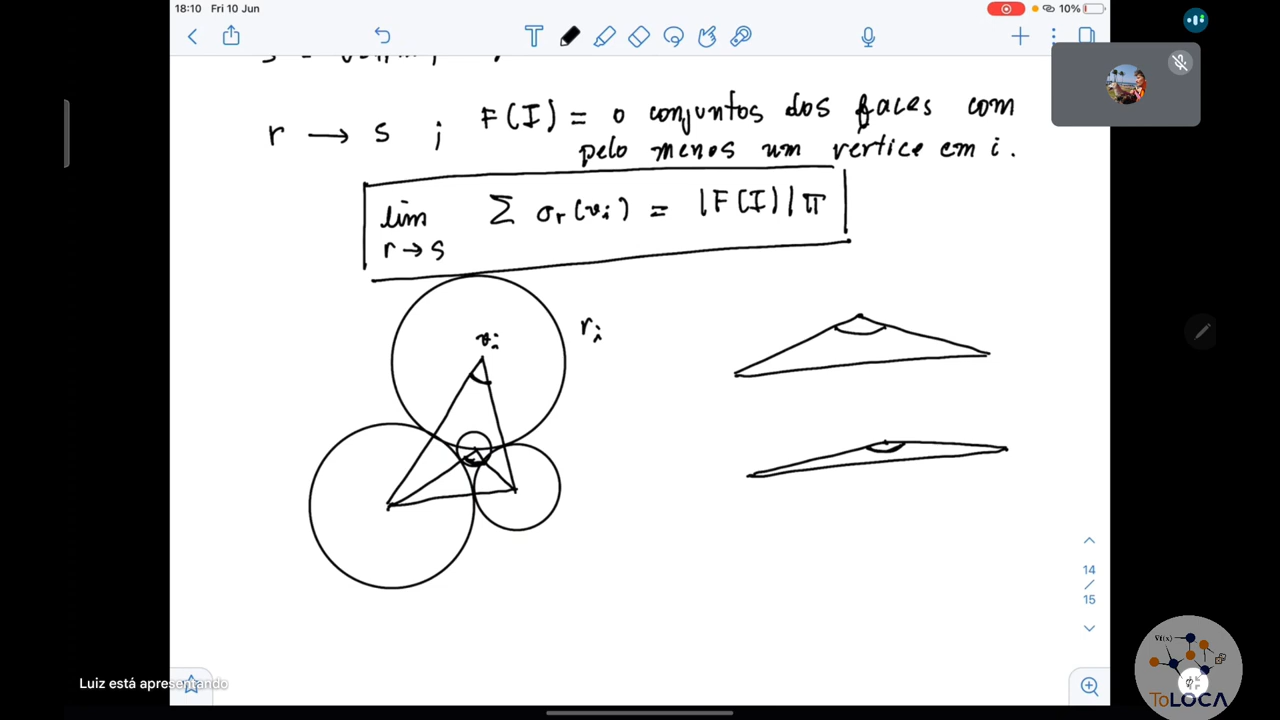 18:10 Fri 10 Jun
10%
r → s ; F(I) = o conjuntos dos faces com
pelo menos um vertice em i.
lim Σ σr(vi) = |F(I)| π
r → s
vi
ri
14
/
15
Luiz está apresentando
∇f(x)
ToLOCA